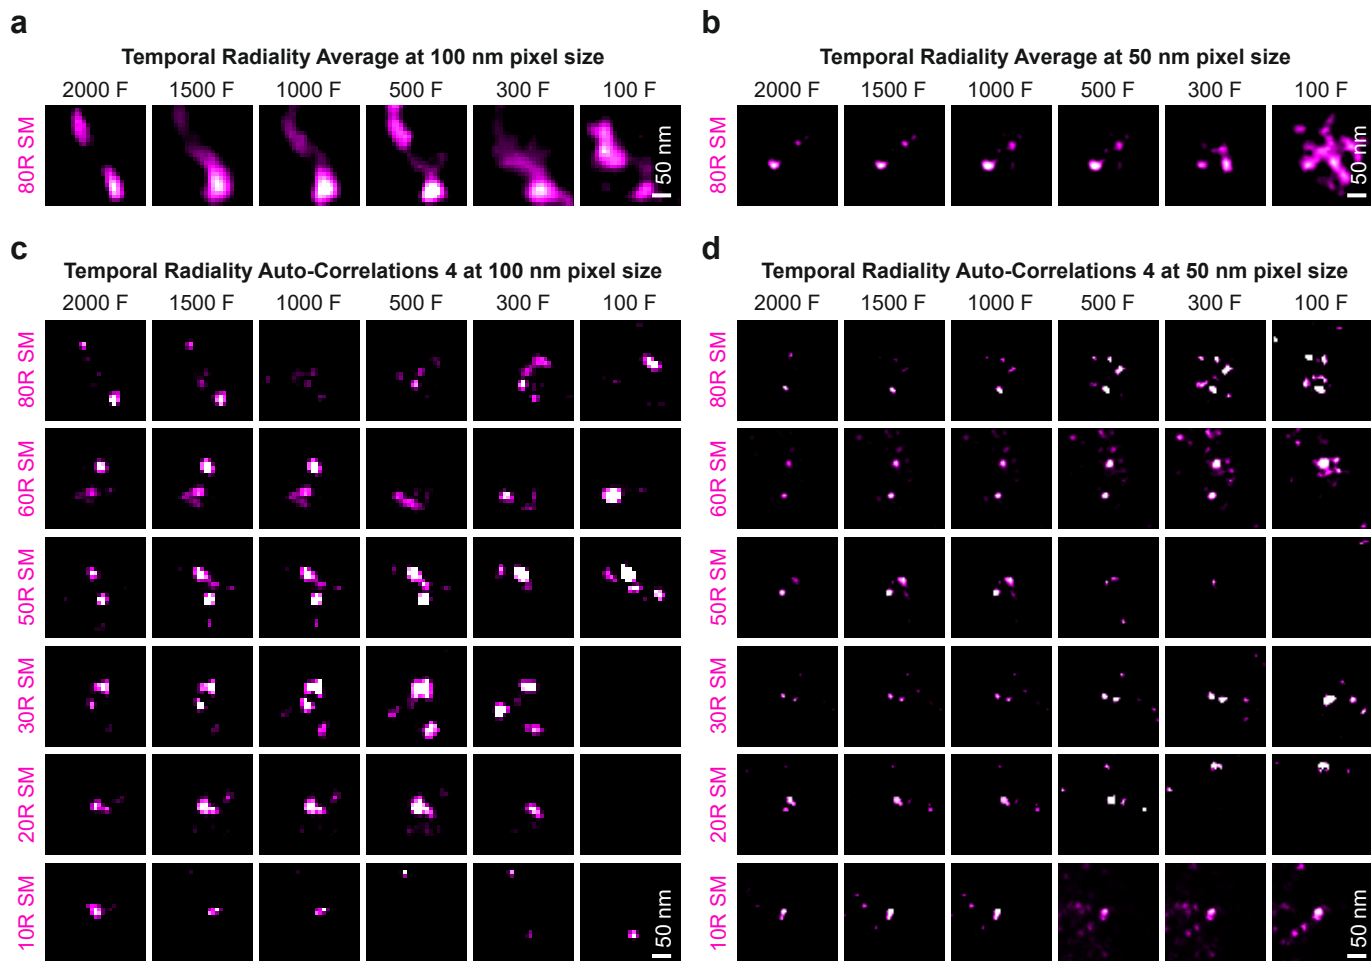 a
Temporal Radiality Average at 100 nm pixel size
2000 F 1500 F 1000 F 500 F 300 F 100 F
80R SM
50 nm
b
Temporal Radiality Average at 50 nm pixel size
2000 F 1500 F 1000 F 500 F 300 F 100 F
80R SM
50 nm
c
Temporal Radiality Auto-Correlations 4 at 100 nm pixel size
2000 F 1500 F 1000 F 500 F 300 F 100 F
80R SM
60R SM
50R SM
30R SM
20R SM
10R SM
50 nm
d
Temporal Radiality Auto-Correlations 4 at 50 nm pixel size
2000 F 1500 F 1000 F 500 F 300 F 100 F
80R SM
60R SM
50R SM
30R SM
20R SM
10R SM
50 nm